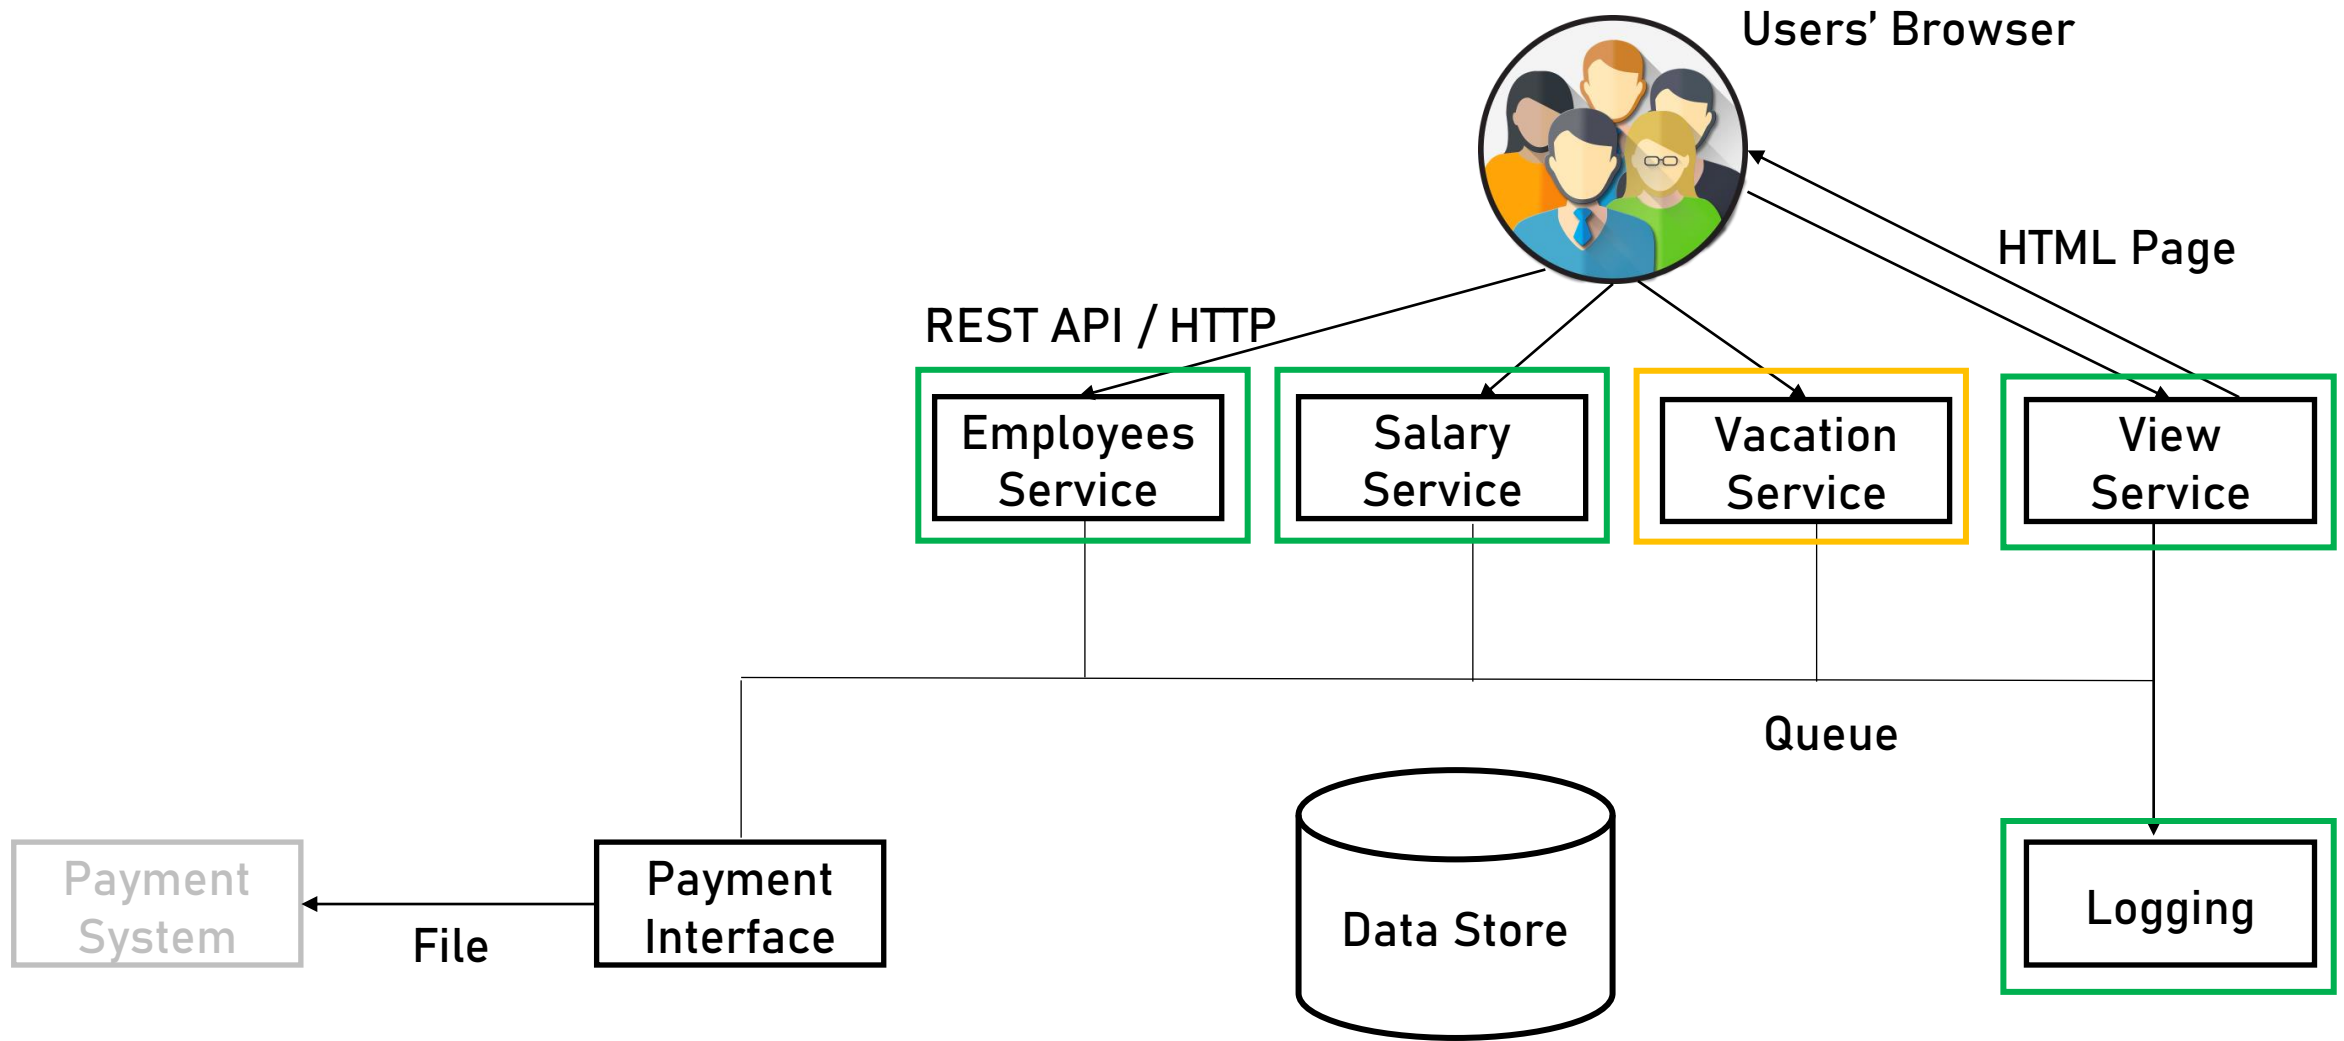 Users’ Browser
HTML Page
REST API / HTTP
Employees
Service
Salary
Service
Vacation
Service
View
Service
Queue
Payment
System
File
Payment
Interface
Data Store
Logging